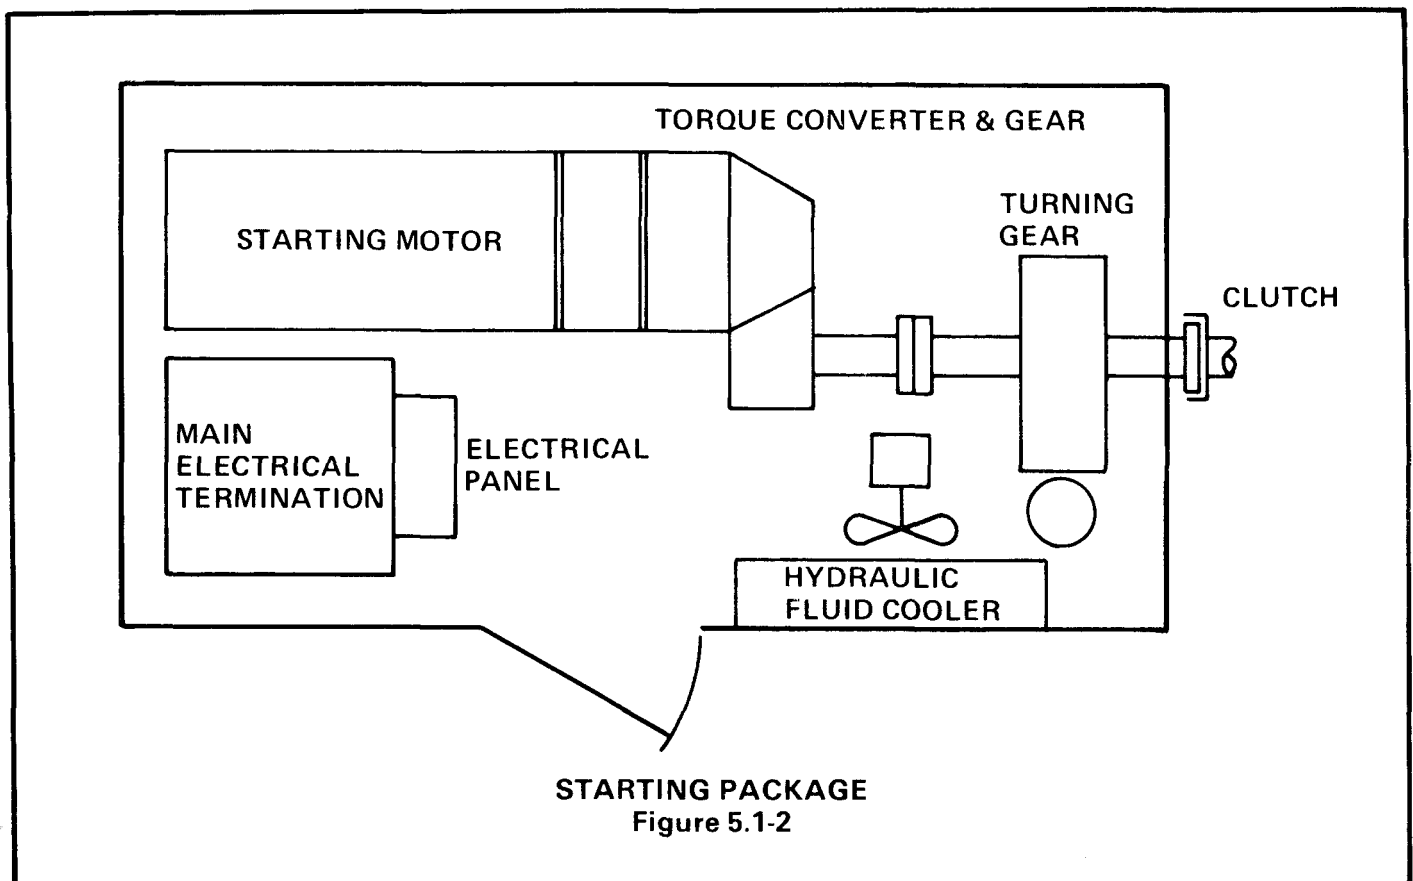 TORQUE CONVERTER & GEAR
TURNING
GEAR
STARTING MOTOR
CLUTCH
MAIN
ELECTRICAL
TERMINATION
ELECTRICAL
PANEL
HYDRAULIC
FLUID COOLER
STARTING PACKAGE
Figure 5.1-2